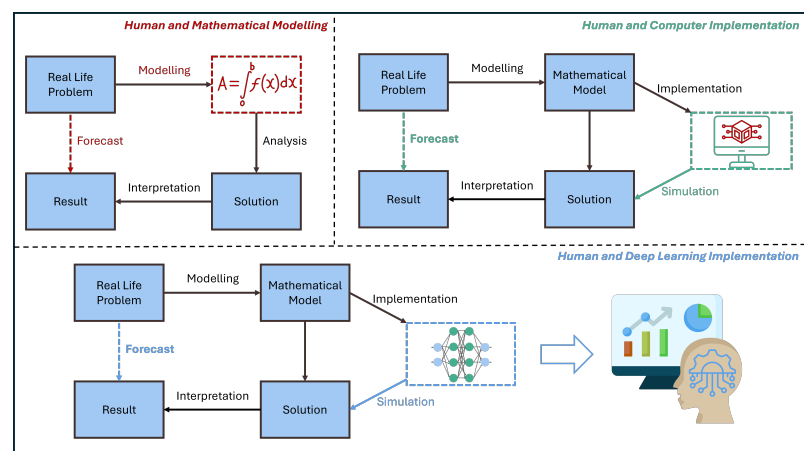 Human and Mathematical Modelling
Real Life
Problem
Modelling
A=∫₀ᵇf(x)dx
Forecast
Analysis
Result
Interpretation
Solution
Human and Computer Implementation
Real Life
Problem
Modelling
Mathematical
Model
Implementation
Forecast
Result
Interpretation
Solution
Simulation
Human and Deep Learning Implementation
Real Life
Problem
Modelling
Mathematical
Model
Implementation
Forecast
Result
Interpretation
Solution
Simulation